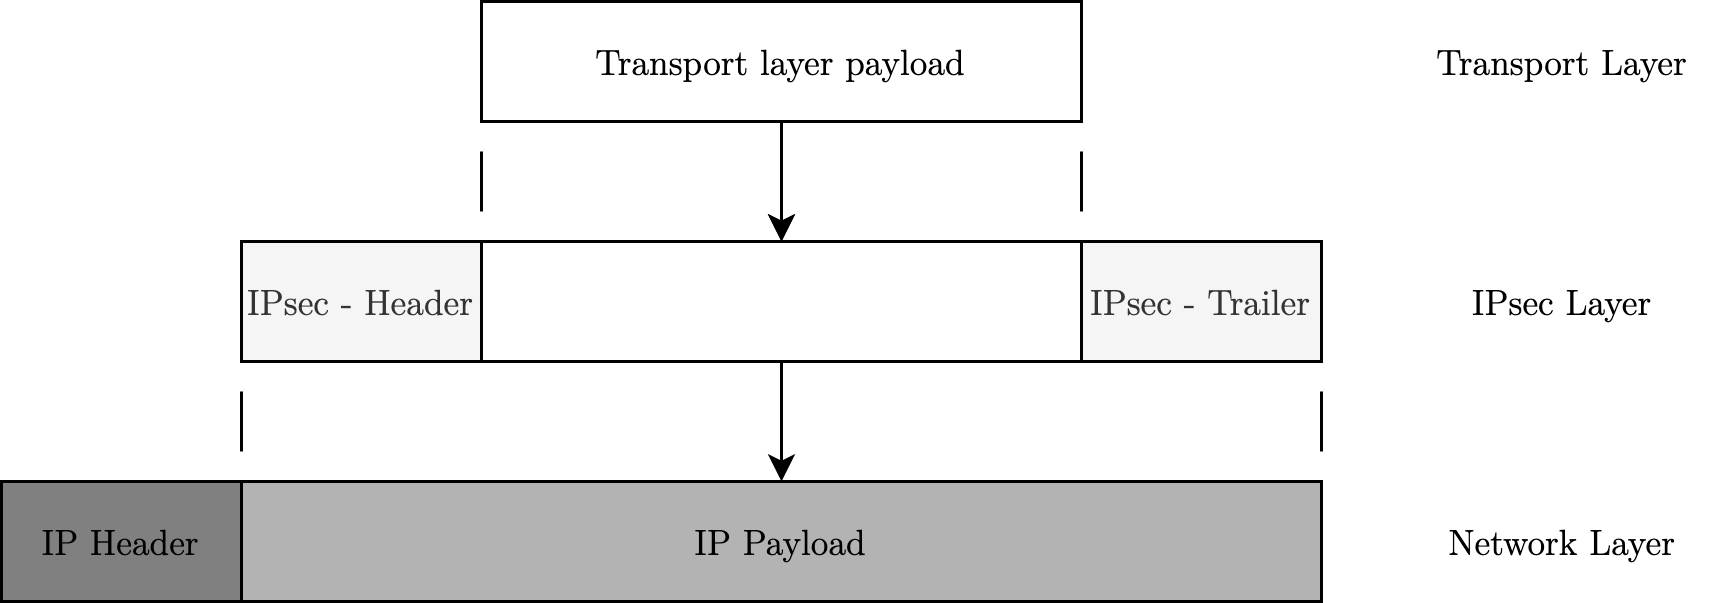 Transport layer payload
Transport Layer
IPsec - Header
IPsec - Trailer
IPsec Layer
IP Header
IP Payload
Network Layer